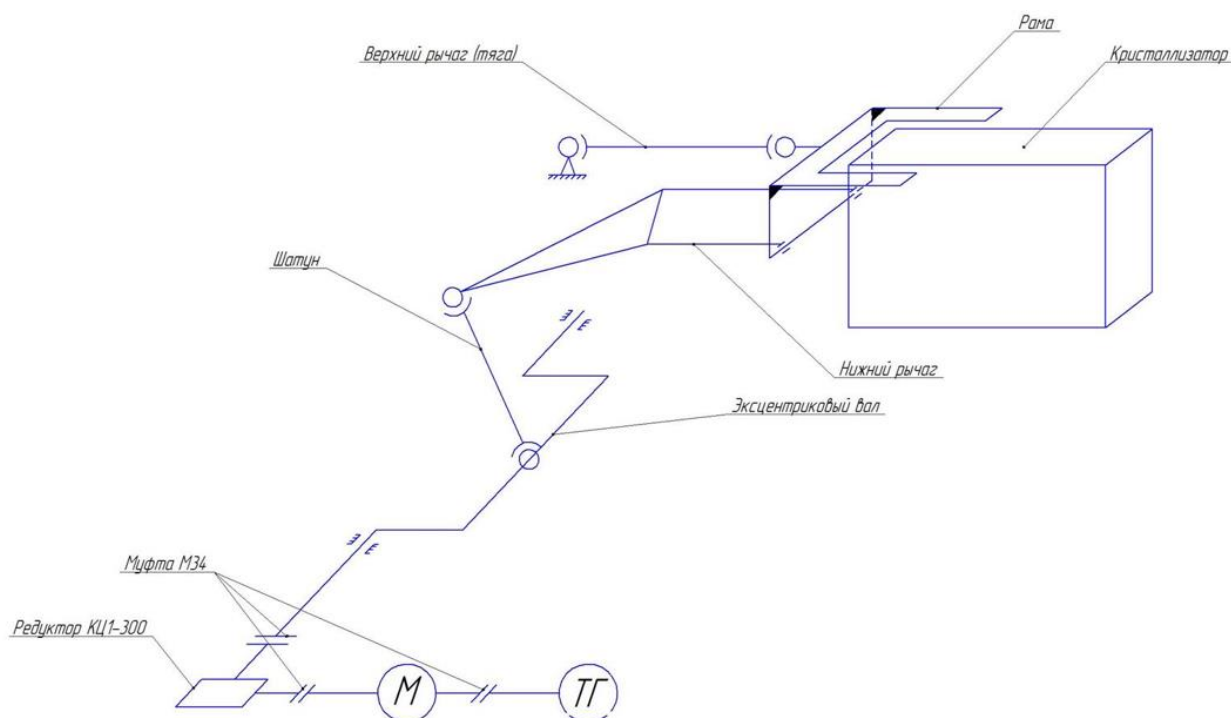 Рама
Верхний рычаг (тяга)
Кристаллизатор
Шатун
Нижний рычаг
Эксцентриковый вал
Муфта МЗ4
Редуктор КЦ1-300
М
ТГ